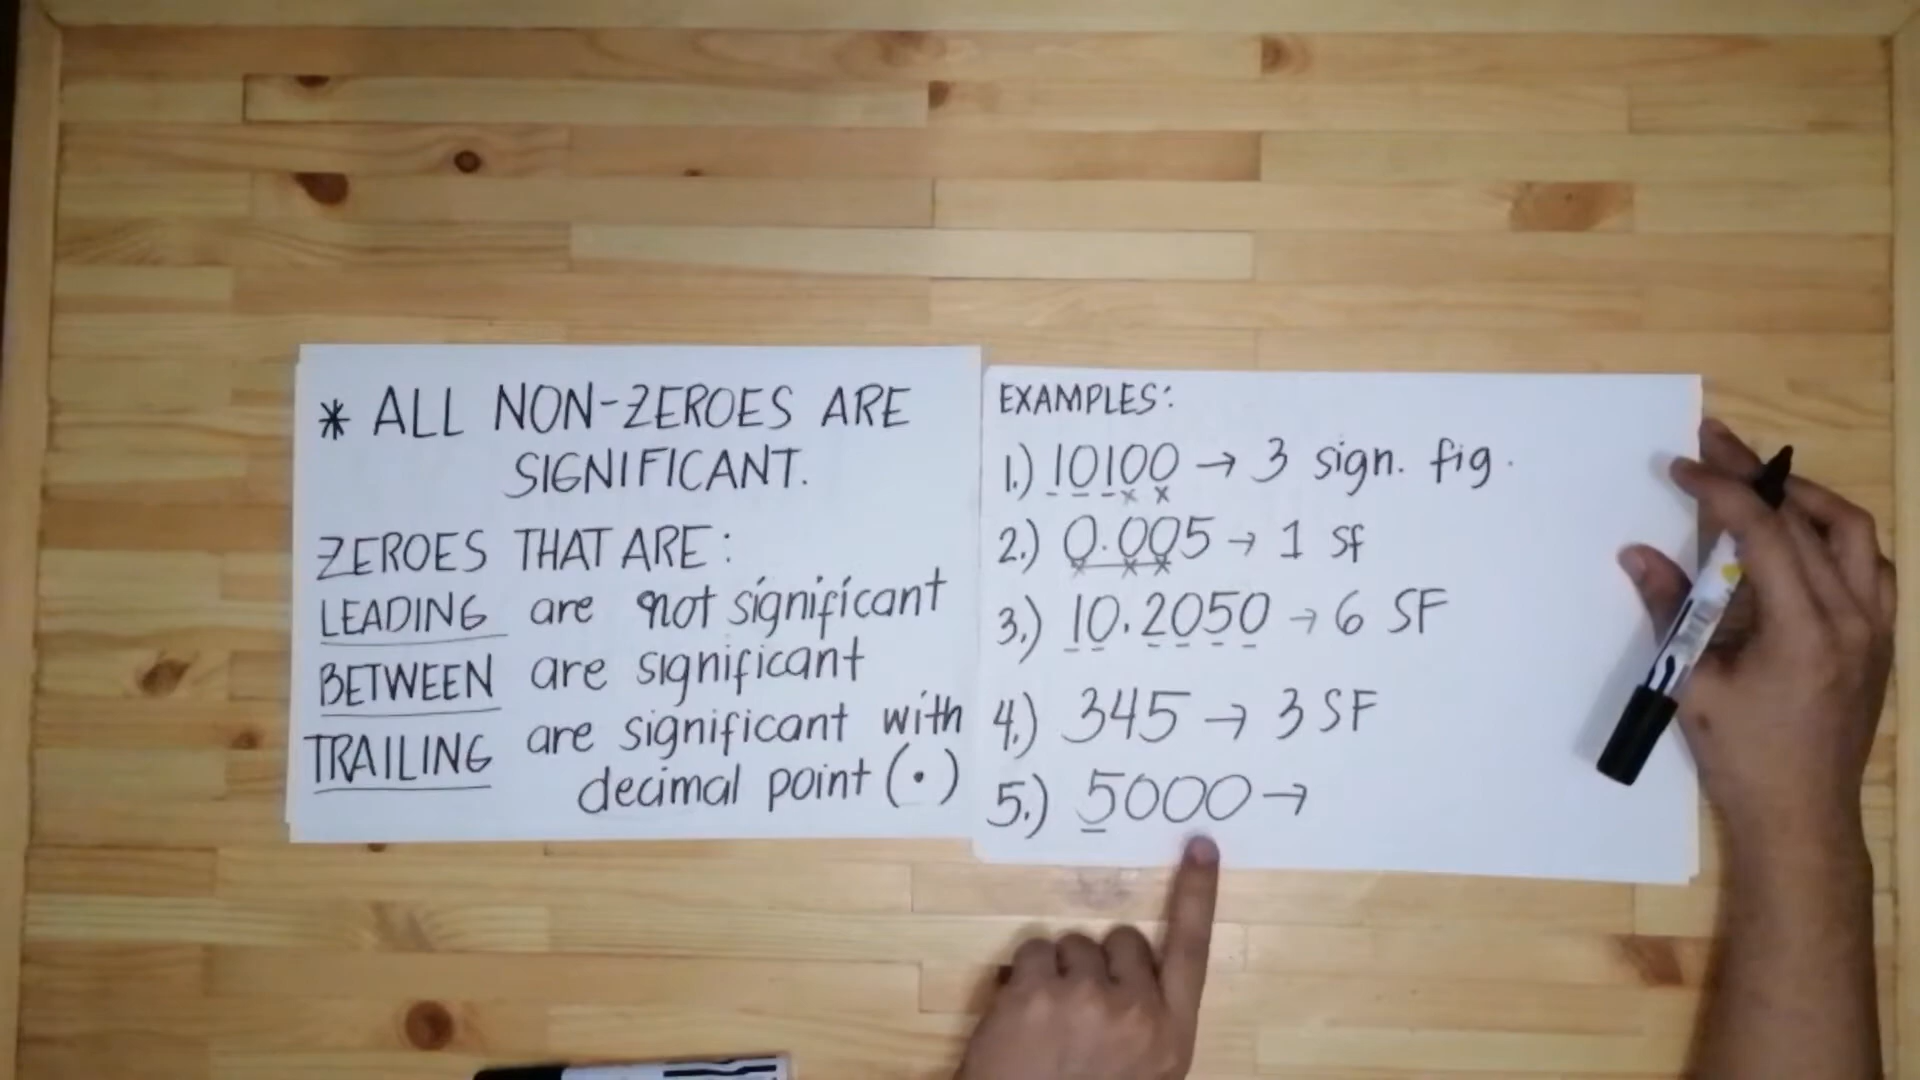 * ALL NON-ZEROES ARE
SIGNIFICANT.
ZEROES THAT ARE:
LEADING are not significant
BETWEEN are significant
TRAILING are significant with
decimal point (.)
EXAMPLES:
1.) 10100 → 3 sign. fig.
2.) 0.005 → 1 sf
3.) 10.2050 → 6 SF
4.) 345 → 3 SF
5.) 5000 →